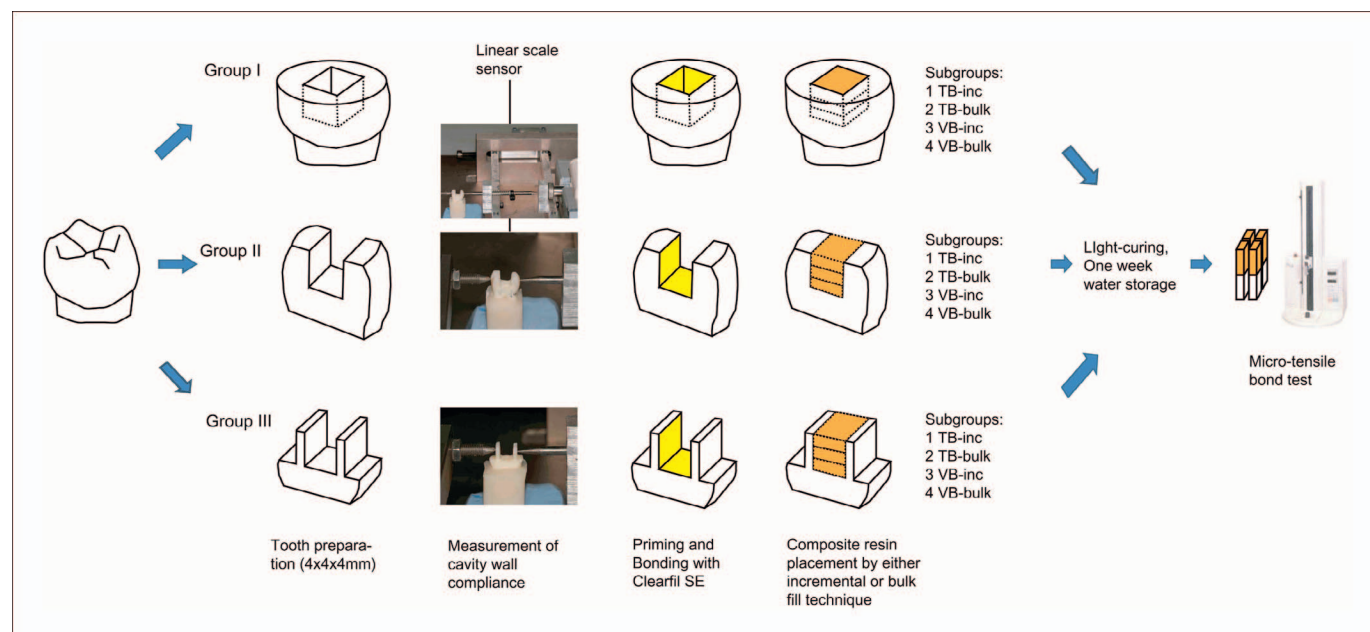 Group I
Linear scale
sensor
Subgroups:
1 TB-inc
2 TB-bulk
3 VB-inc
4 VB-bulk
Group II
Subgroups:
1 TB-inc
2 TB-bulk
3 VB-inc
4 VB-bulk
LIght-curing,
One week
water storage
Micro-tensile
bond test
Group III
Subgroups:
1 TB-inc
2 TB-bulk
3 VB-inc
4 VB-bulk
Tooth prepara-
tion (4x4x4mm)
Measurement of
cavity wall
compliance
Priming and
Bonding with
Clearfil SE
Composite resin
placement by either
incremental or bulk
fill technique